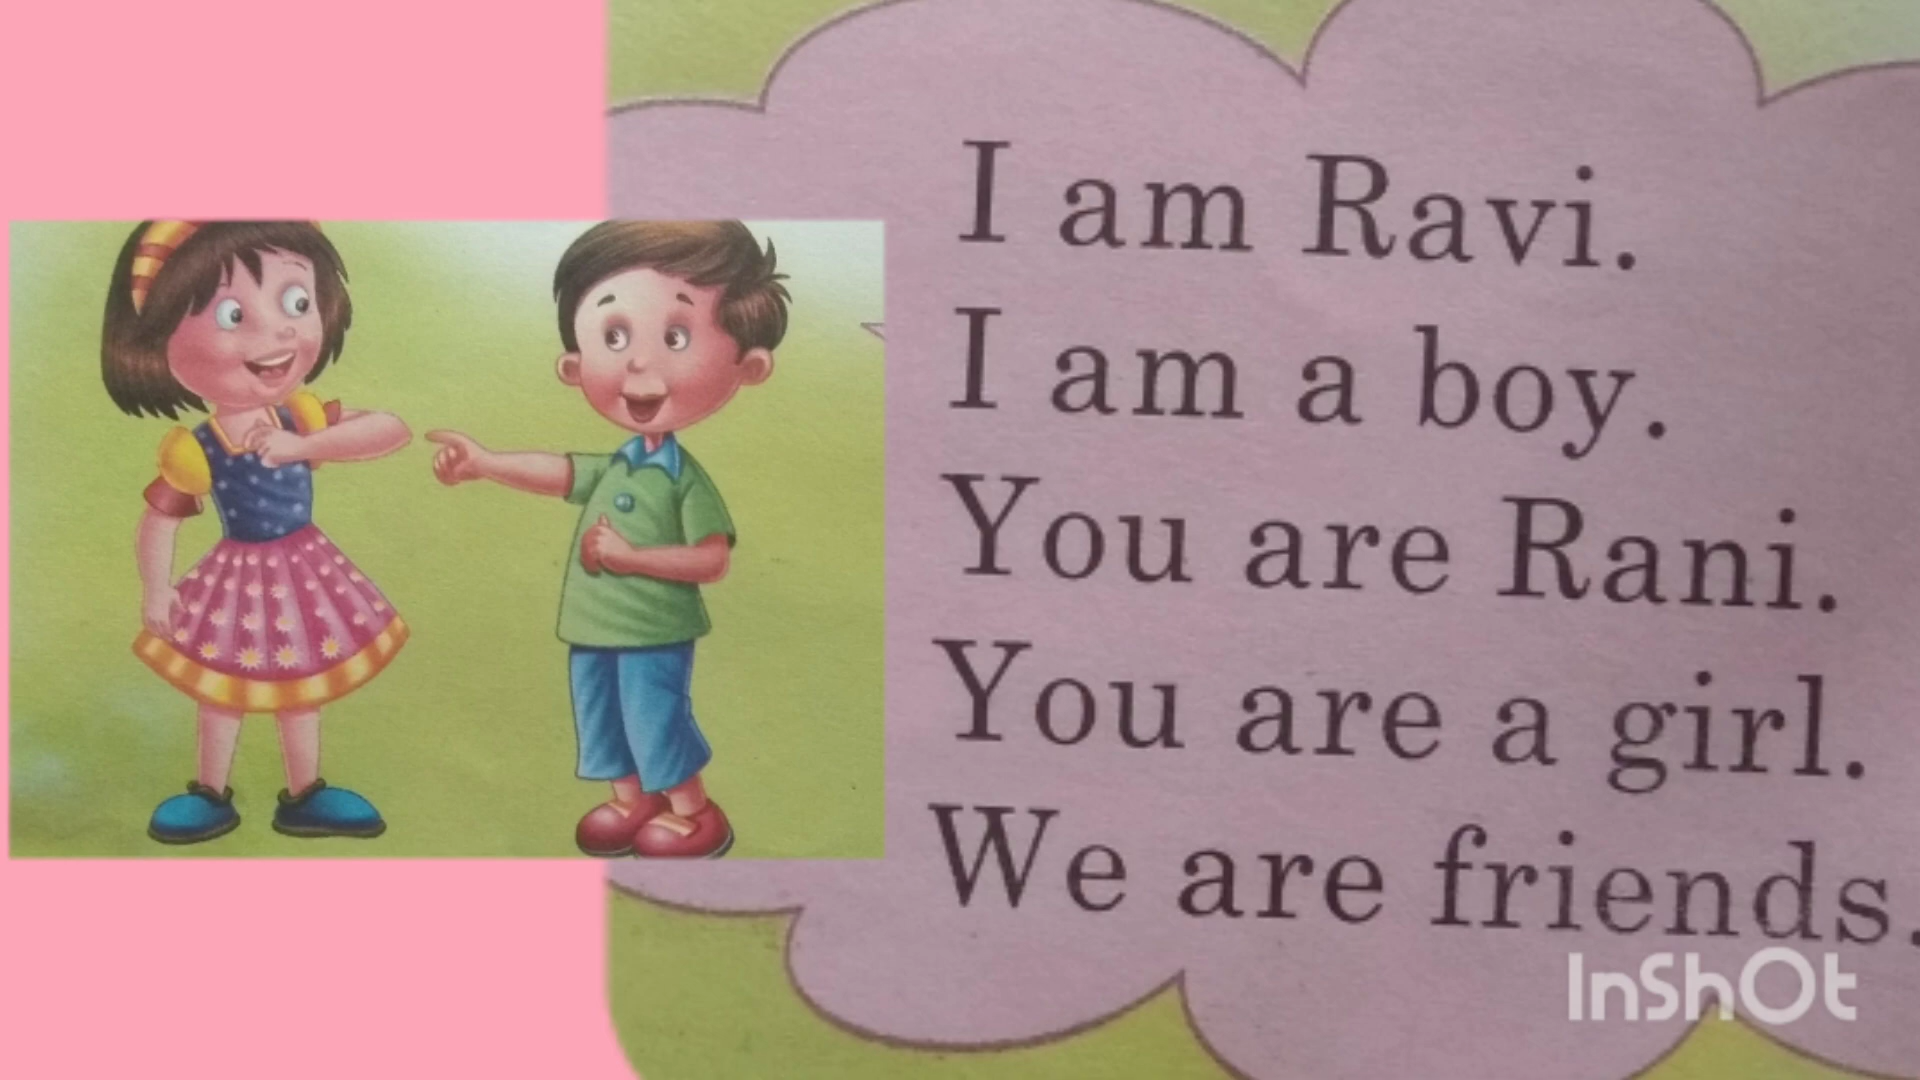 I am Ravi.
I am a boy.
You are Rani.
You are a girl.
We are friends.
InShOt